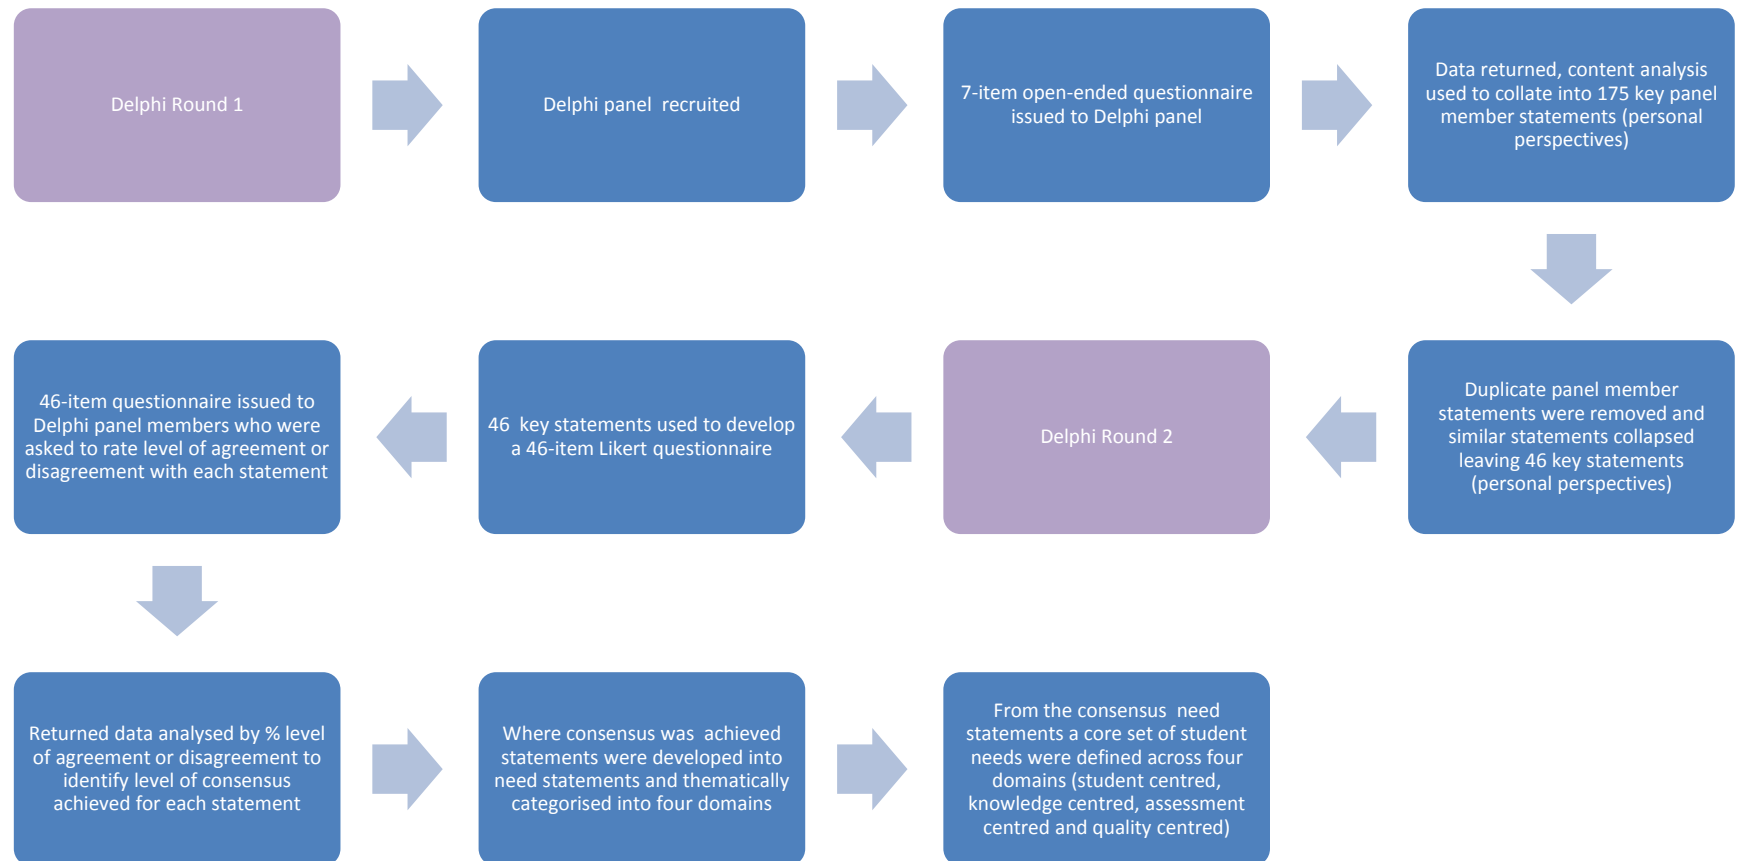 Delphi Round 1
Delphi panel  recruited
7-item open-ended questionnaire
issued to Delphi panel
Data returned, content analysis
used to collate into 175 key panel
member statements (personal
perspectives)
Duplicate panel member
statements were removed and
similar statements collapsed
leaving 46 key statements
(personal perspectives)
Delphi Round 2
46  key statements used to develop
a 46-item Likert questionnaire
46-item questionnaire issued to
Delphi panel members who were
asked to rate level of agreement or
disagreement with each statement
Returned data analysed by % level
of agreement or disagreement to
identify level of consensus
achieved for each statement
Where consensus was  achieved
statements were developed into
need statements and thematically
categorised into four domains
From the consensus  need
statements a core set of student
needs were defined across four
domains (student centred,
knowledge centred, assessment
centred and quality centred)